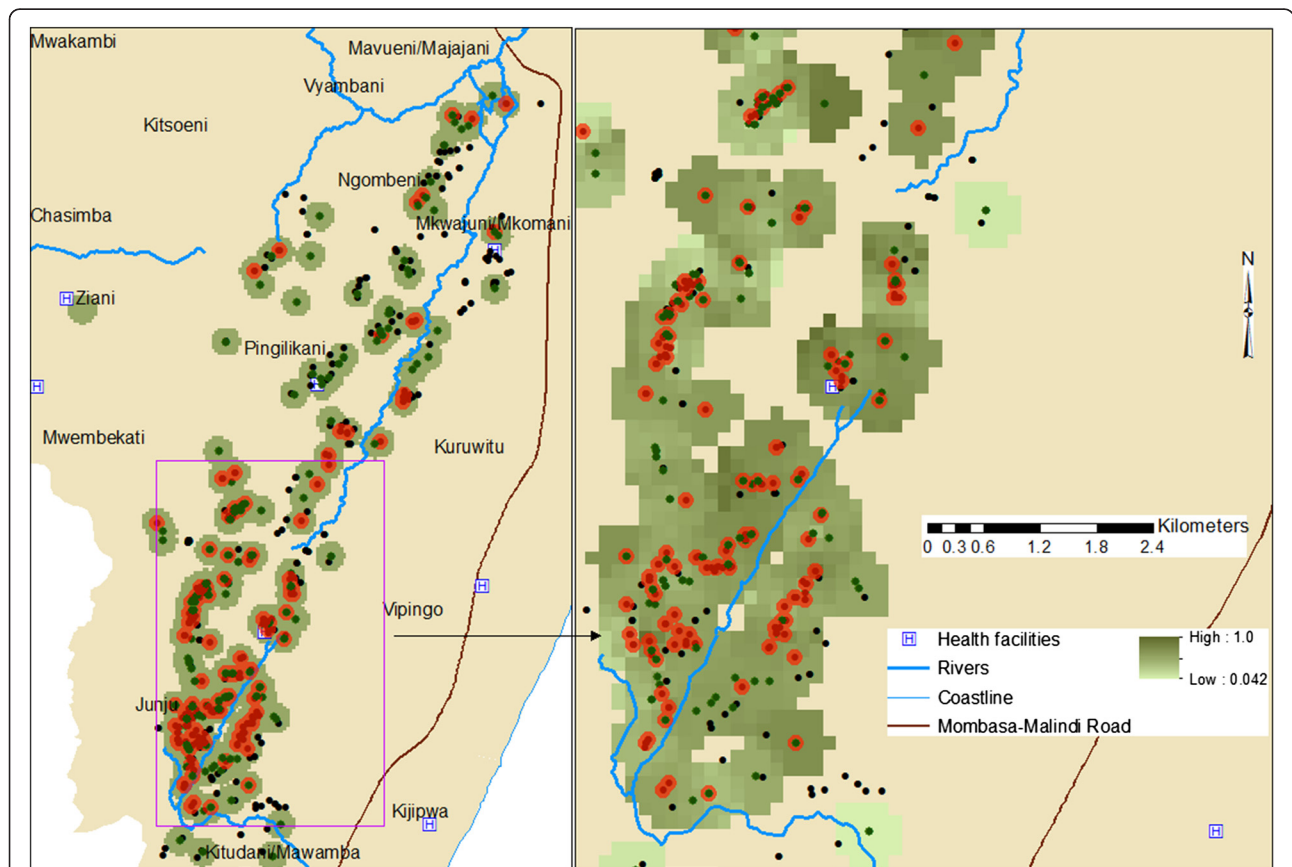 Mwakambi
Mavueni/Majajani
Vyambani
Kitsoeni
Ngombeni
Chasimba
Mkwajuni/Mkomani
H
H Ziani
Pingilikani
H
H
Mwembekati
Kuruwitu
H
Vipingo
H
Junju
Kijipwa
H
Kitudani/Mawamba
N
H
Kilometers
0 0.3 0.6 1.2 1.8 2.4
H Health facilities
Rivers
Coastline
Mombasa-Malindi Road
High : 1.0
Low : 0.042
H